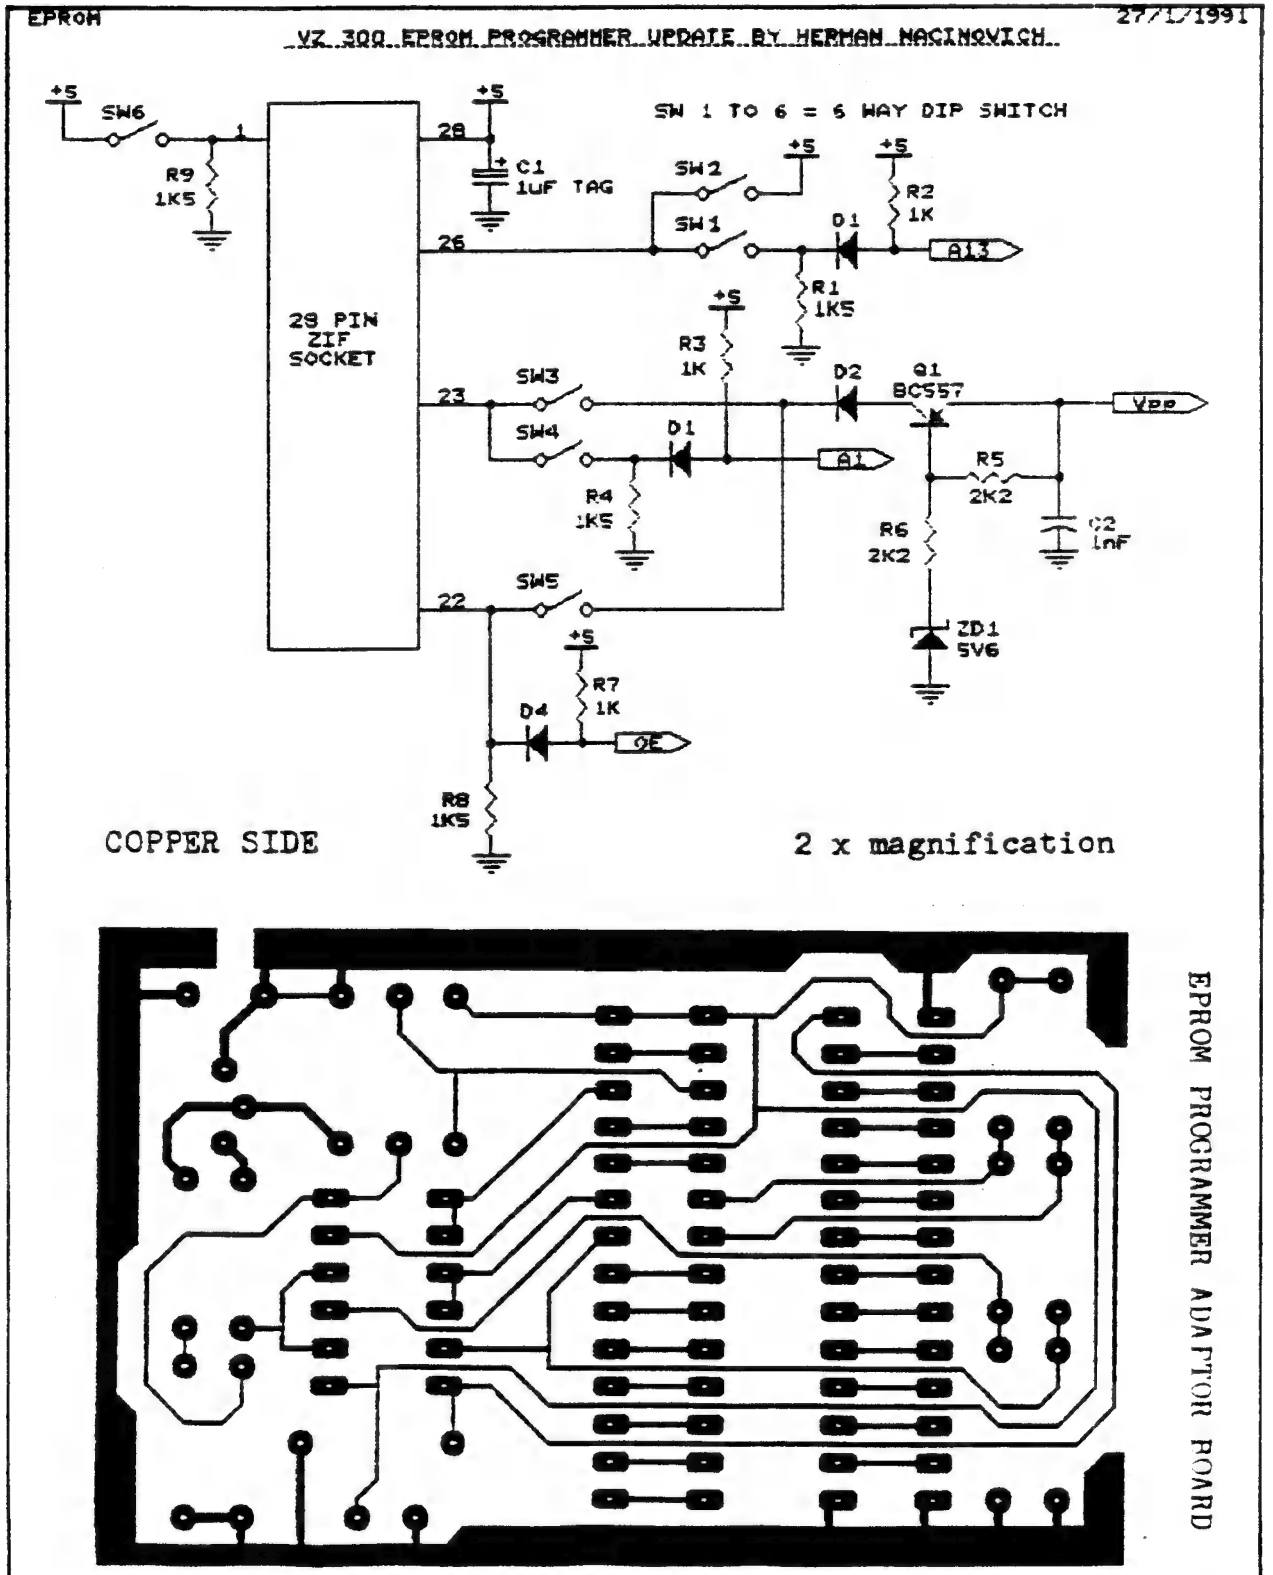 EPROM
27/1/1991
VZ 300 EPROM PROGRAMMER UPDATE BY HERMAN NACINOVICH
+5
SW6
1
R9
1K5
28 PIN
ZIF
SOCKET
28
+5
+
C1
1uF TAG
SW 1 TO 6 = 6 WAY DIP SWITCH
SW2
+5
+5
R2
1K
26
SW1
D1
A13
R1
1K5
+5
R3
1K
23
SW3
D2
Q1
BC557
Vpp
SW4
D1
A1
R4
1K5
R5
2K2
R6
2K2
C2
1nF
22
SW5
ZD1
5V6
+5
R7
1K
D4
OE
R8
1K5
COPPER SIDE
2 x magnification
EPROM PROGRAMMER ADAPTOR BOARD